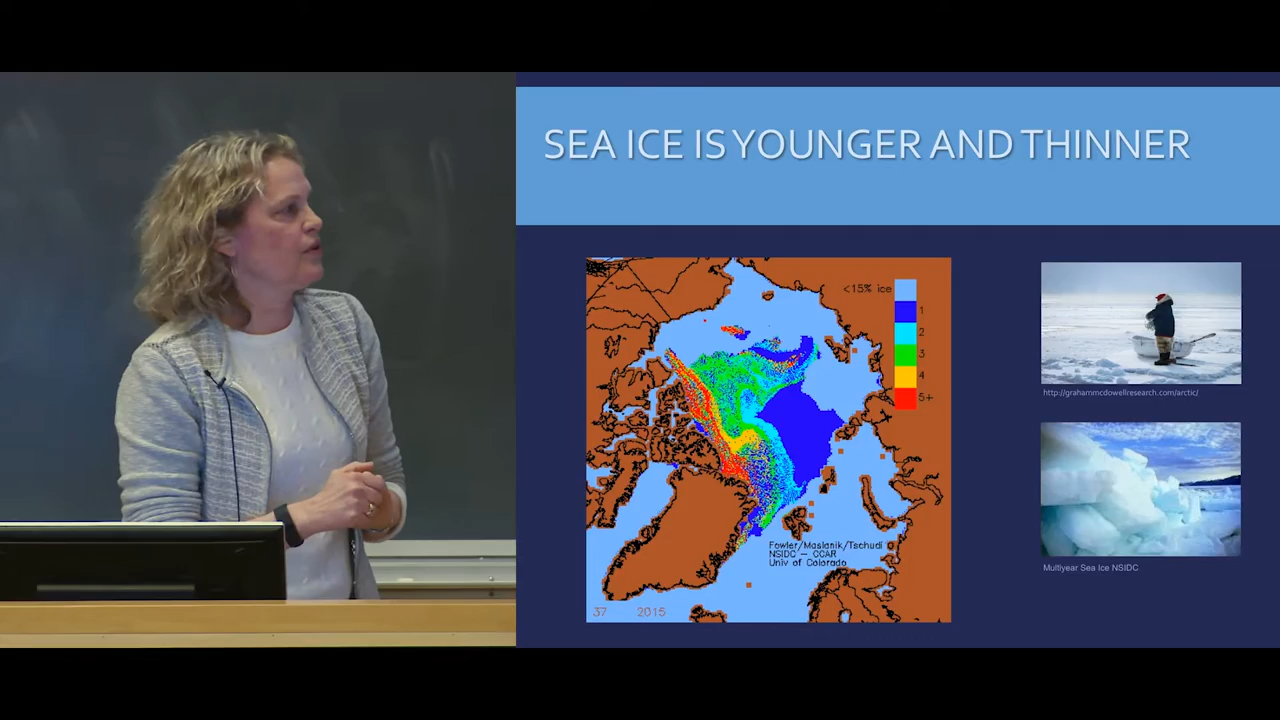 SEA ICE IS YOUNGER AND THINNER
<15% ice
1
2
3
4
5+
Fowler/Maslanik/Tschudi
NSIDC – CCAR
Univ of Colorado
37 2015
http://grahammcdowellresearch.com/arctic/
Multiyear Sea Ice NSIDC